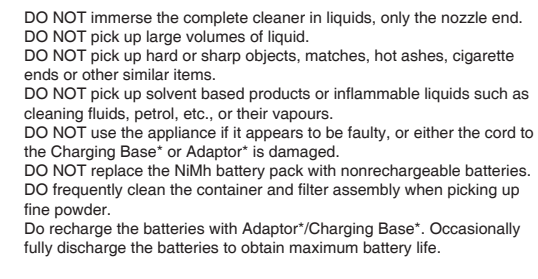 DO NOT immerse the complete cleaner in liquids, only the nozzle end.
DO NOT pick up large volumes of liquid.
DO NOT pick up hard or sharp objects, matches, hot ashes, cigarette
ends or other similar items.
DO NOT pick up solvent based products or inflammable liquids such as
cleaning fluids, petrol, etc., or their vapours.
DO NOT use the appliance if it appears to be faulty, or either the cord to
the Charging Base* or Adaptor* is damaged.
DO NOT replace the NiMh battery pack with nonrechargeable batteries.
DO frequently clean the container and filter assembly when picking up
fine powder.
Do recharge the batteries with Adaptor*/Charging Base*. Occasionally
fully discharge the batteries to obtain maximum battery life.